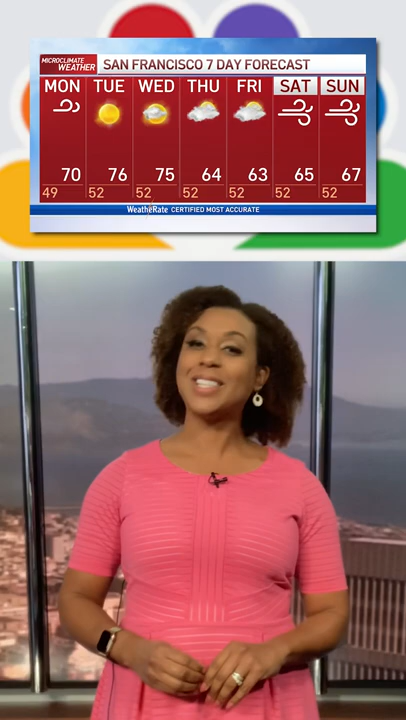 MICROCLIMATE
WEATHER
SAN FRANCISCO 7 DAY FORECAST
MON TUE WED THU FRI SAT SUN
70 76 75 64 63 65 67
49 52 52 52 52 52 52
WeatheRate CERTIFIED MOST ACCURATE